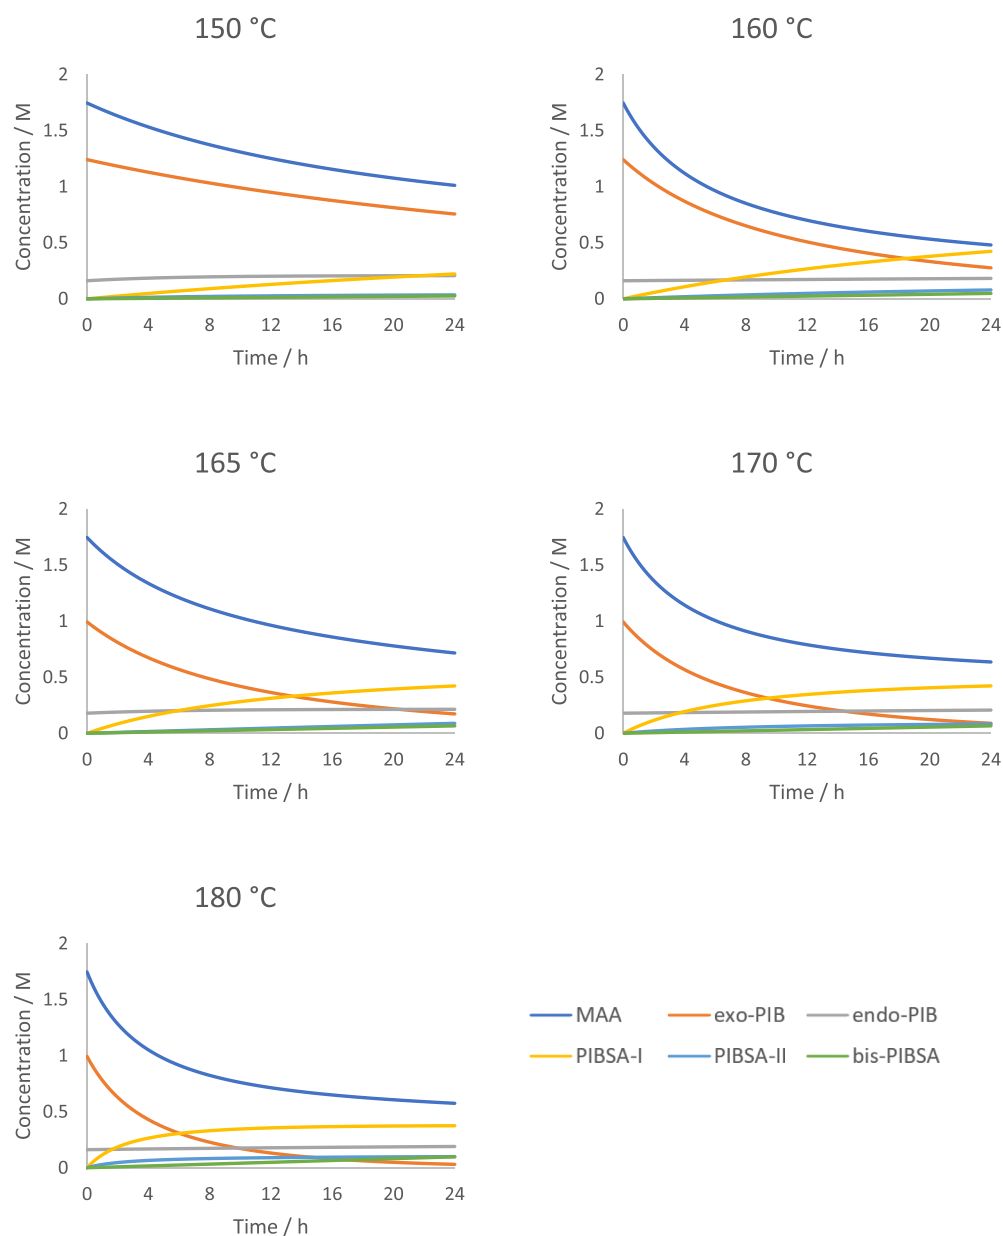 150 °C
160 °C
Concentration / M
2
1.5
1
0.5
0
0 4 8 12 16 20 24
Time / h
Concentration / M
2
1.5
1
0.5
0
0 4 8 12 16 20 24
Time / h
165 °C
170 °C
Concentration / M
2
1.5
1
0.5
0
0 4 8 12 16 20 24
Time / h
Concentration / M
2
1.5
1
0.5
0
0 4 8 12 16 20 24
Time / h
180 °C
Concentration / M
2
1.5
1
0.5
0
0 4 8 12 16 20 24
Time / h
MAA exo-PIB endo-PIB
PIBSA-I PIBSA-II bis-PIBSA